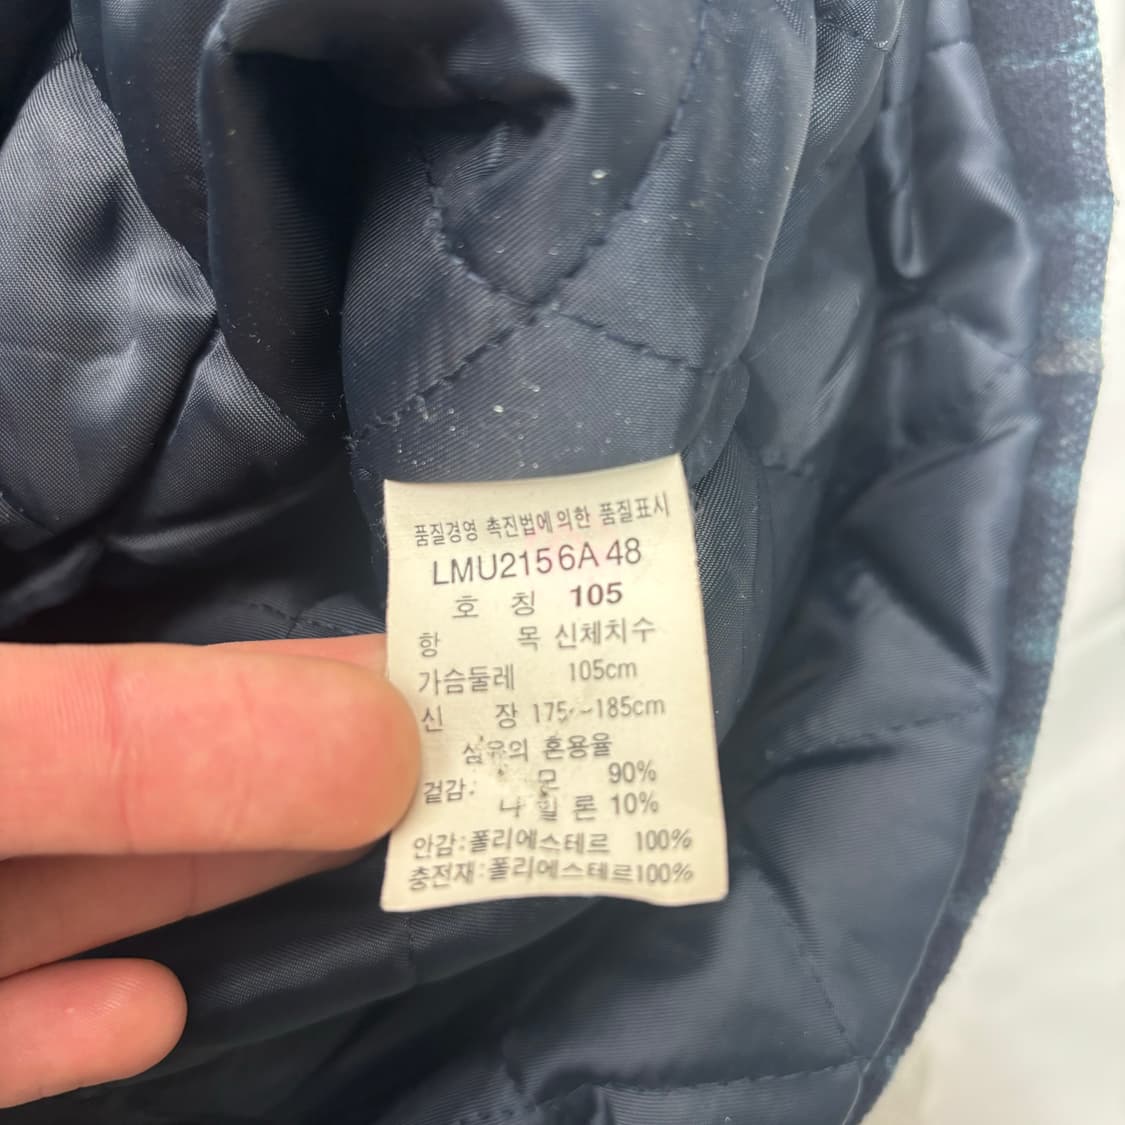 품질경영 촉진법에 의한 품질표시
LMU2156A48
호 칭 105
항 목 신체치수
가슴둘레 105cm
신 장 175~185cm
섬유의 혼용율
겉감: 모 90%
나일론 10%
안감:폴리에스테르 100%
충전재:폴리에스테르100%